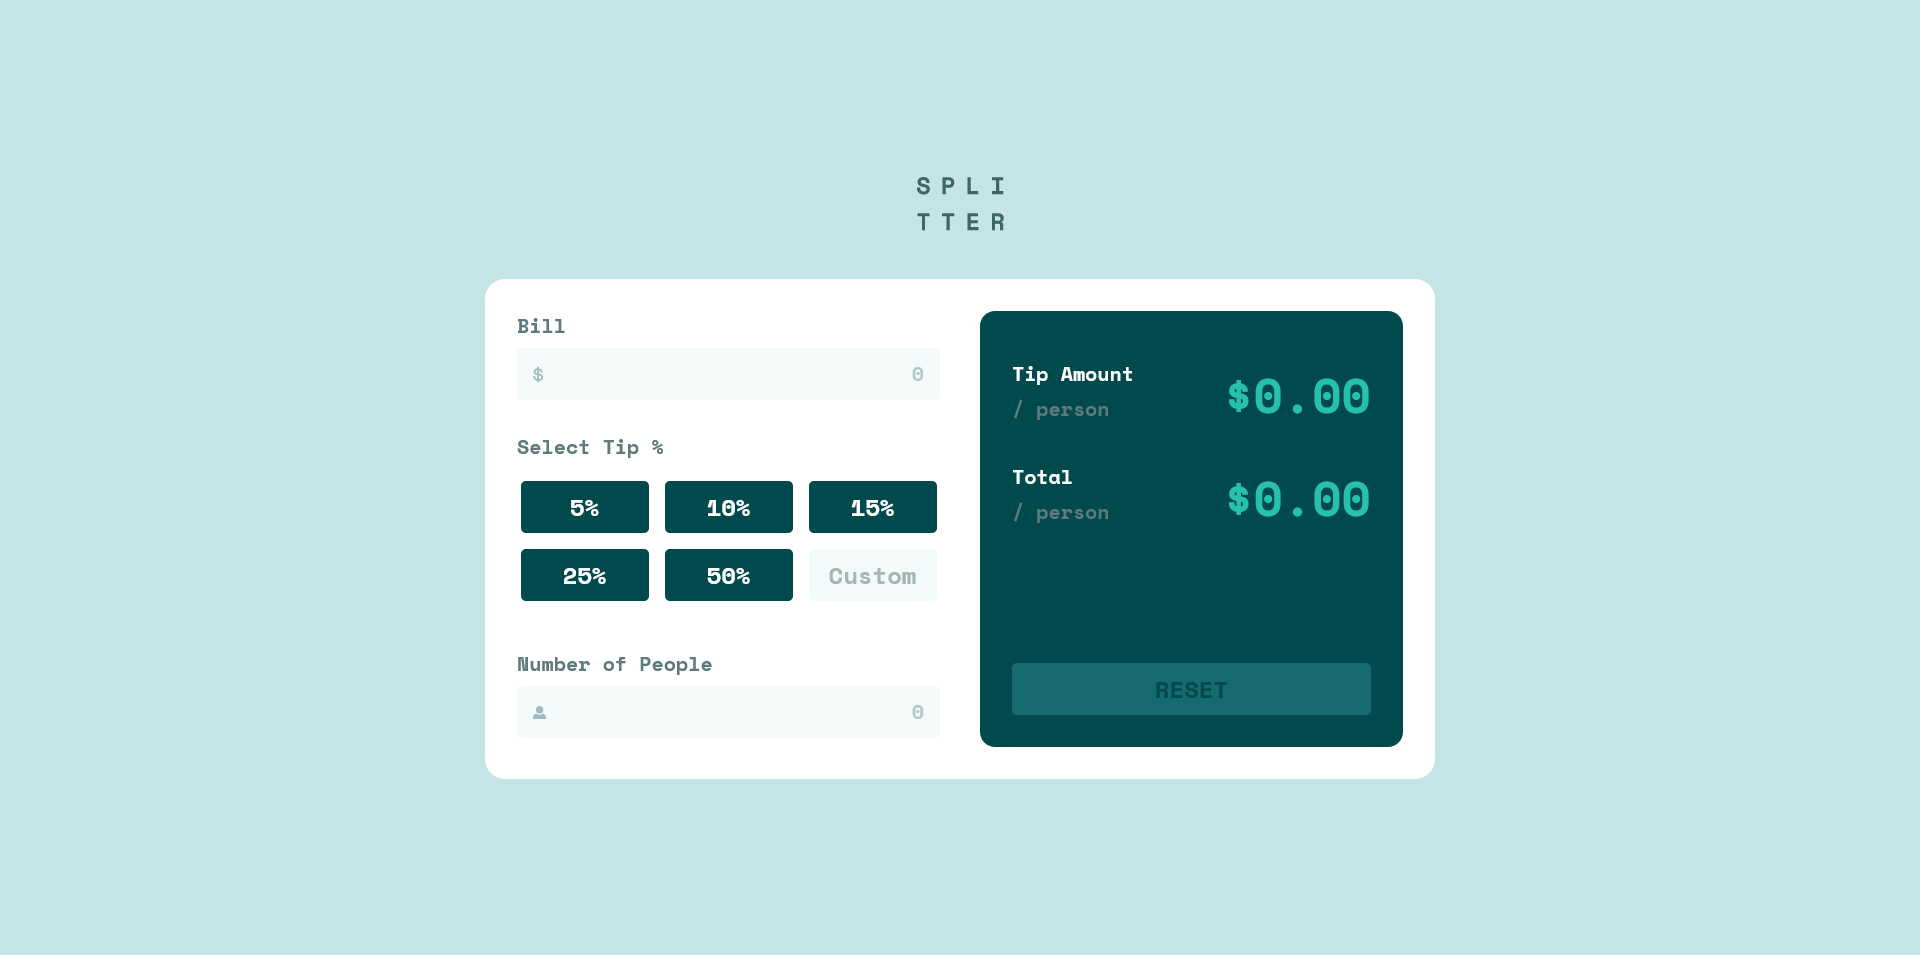 SPLI
TTER
Bill
$ 0
Select Tip %
5% 10% 15%
25% 50% Custom
Number of People
0
Tip Amount
/ person
$0.00
Total
/ person
$0.00
RESET